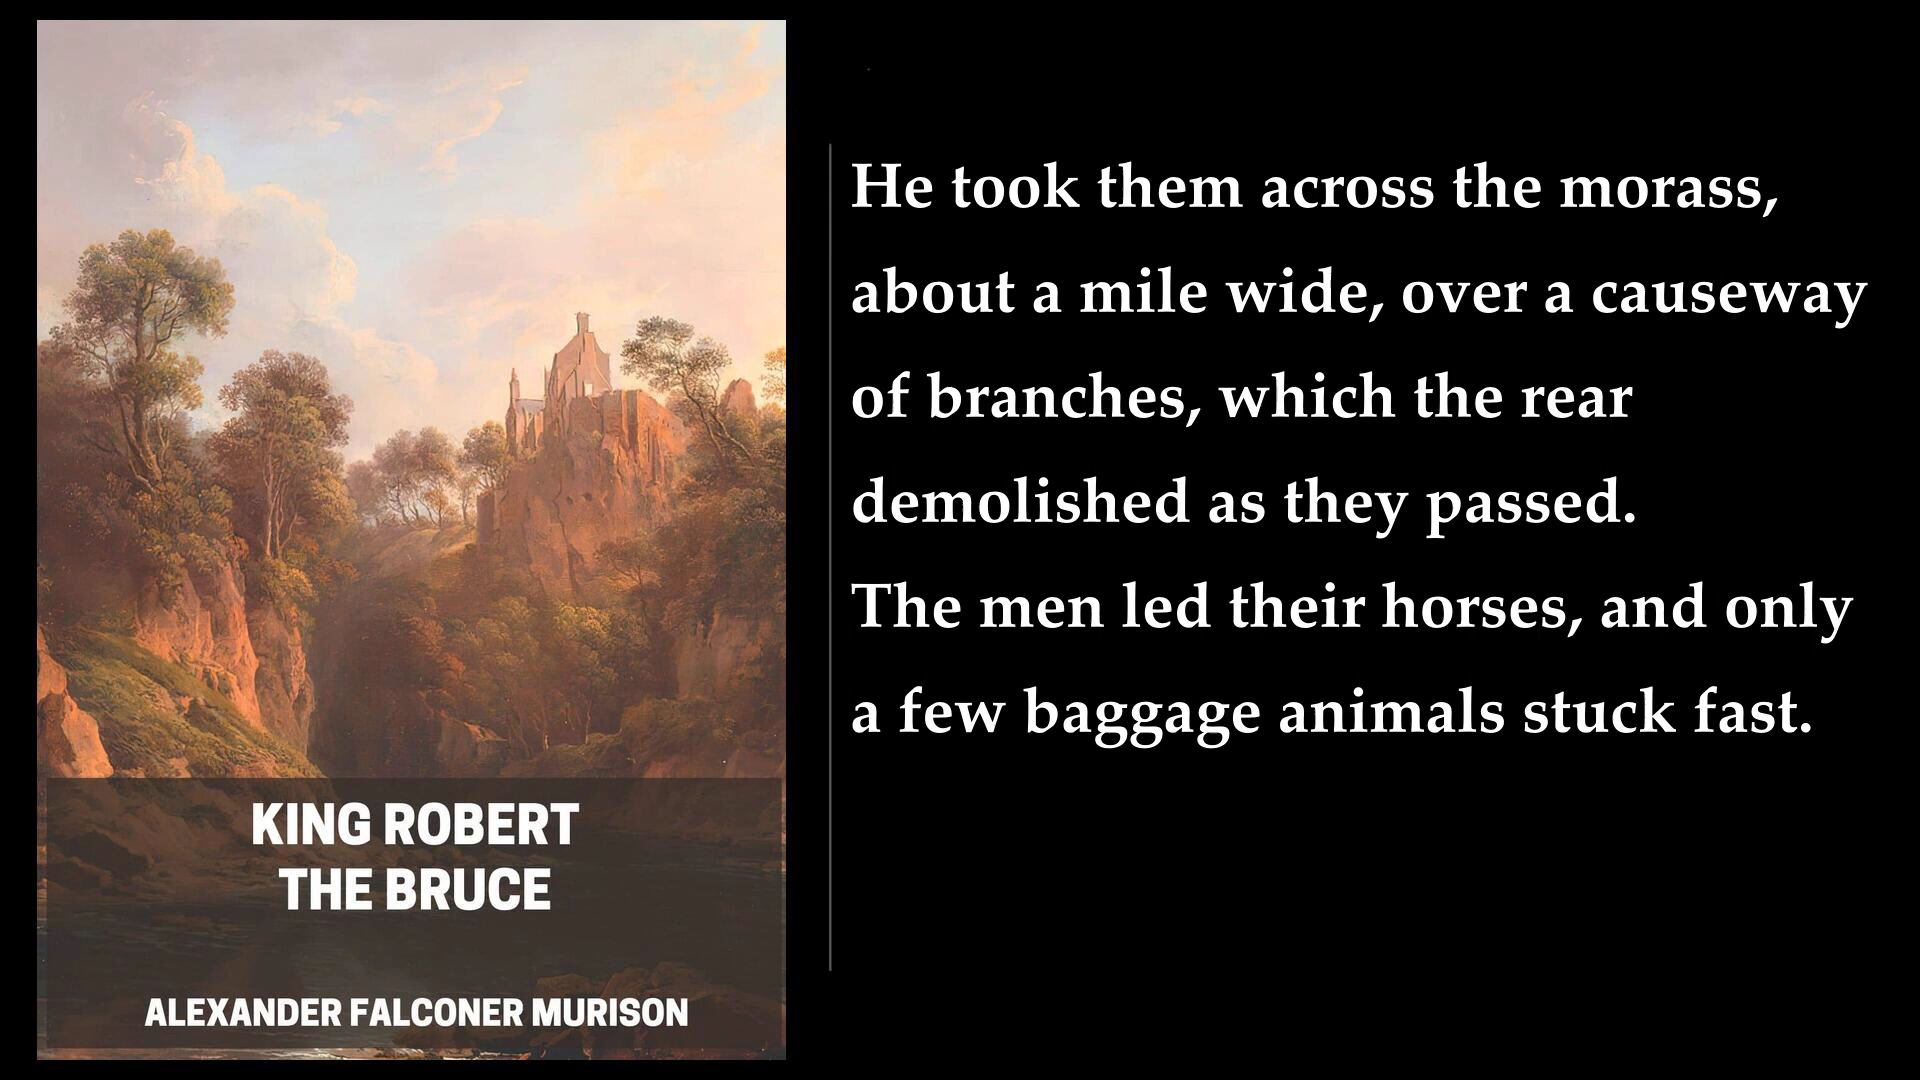 He took them across the morass,
about a mile wide, over a causeway
of branches, which the rear
demolished as they passed.
The men led their horses, and only
a few baggage animals stuck fast.
KING ROBERT
THE BRUCE
ALEXANDER FALCONER MURISON